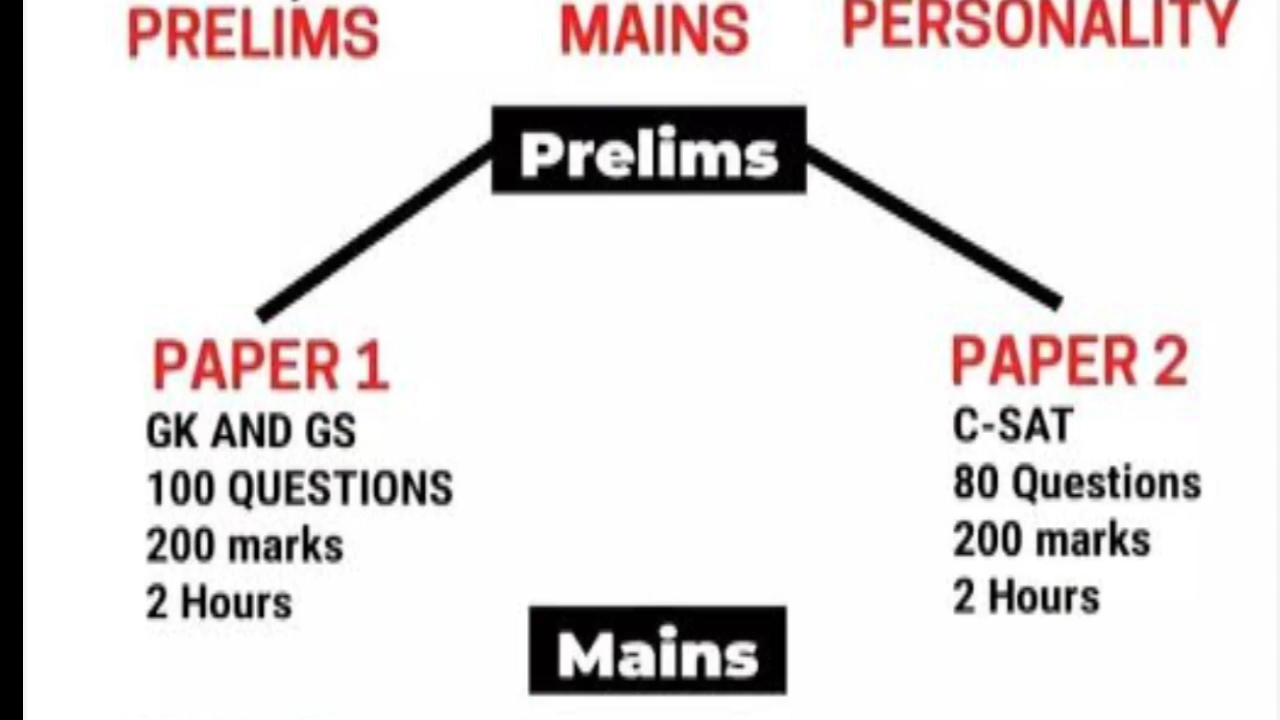 PRELIMS MAINS PERSONALITY
Prelims
PAPER 1
GK AND GS
100 QUESTIONS
200 marks
2 Hours
PAPER 2
C-SAT
80 Questions
200 marks
2 Hours
Mains